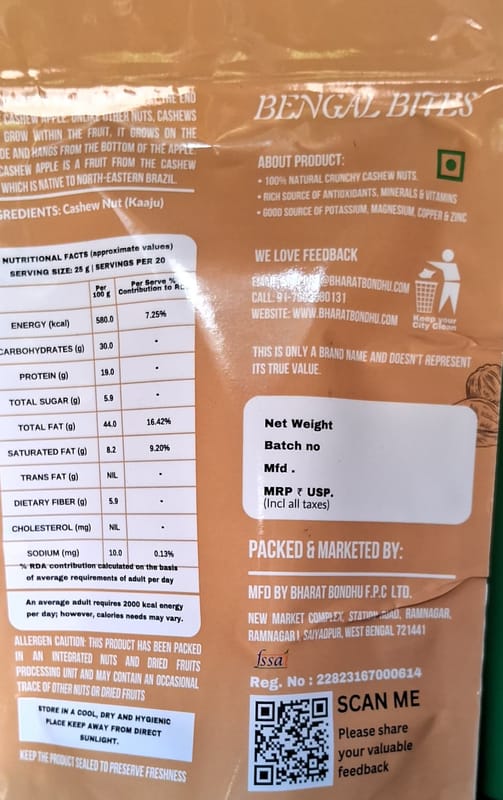 THE END
CASHEW APPLE. UNLIKE OTHER NUTS, CASHEWS
GROW WITHIN THE FRUIT, IT GROWS ON THE
DE AND HANGS FROM THE BOTTOM OF THE APPLE
CASHEW APPLE IS A FRUIT FROM THE CASHEW
WHICH IS NATIVE TO NORTH-EASTERN BRAZIL.
GREDIENTS: Cashew Nut (Kaaju)
NUTRITIONAL FACTS (approximate values)
SERVING SIZE: 25 g | SERVINGS PER 20
Per 100 g Per Serve % Contribution to RD
ENERGY (kcal) 580.0 7.25%
CARBOHYDRATES (g) 30.0 -
PROTEIN (g) 19.0 -
TOTAL SUGAR (g) 5.9 -
TOTAL FAT (g) 44.0 16.42%
SATURATED FAT (g) 8.2 9.20%
TRANS FAT (g) NIL -
DIETARY FIBER (g) 5.9 -
CHOLESTEROL (mg) NIL -
SODIUM (mg) 10.0 0.13%
% RDA contribution calculated on the basis
of average requirements of adult per day
An average adult requires 2000 kcal energy
per day; however, calories needs may vary.
ALLERGEN CAUTION: THIS PRODUCT HAS BEEN PACKED
IN AN INTEGRATED NUTS AND DRIED FRUITS
PROCESSING UNIT AND MAY CONTAIN AN OCCASIONAL
TRACE OF OTHER NUTS OR DRIED FRUITS
STORE IN A COOL, DRY AND HYGIENIC
PLACE KEEP AWAY FROM DIRECT
SUNLIGHT.
KEEP THE PRODUCT SEALED TO PRESERVE FRESHNESS
BENGAL BITES
ABOUT PRODUCT:
• 100% NATURAL CRUNCHY CASHEW NUTS.
• RICH SOURCE OF ANTIOXIDANTS, MINERALS & VITAMINS
• GOOD SOURCE OF POTASSIUM, MAGNESIUM, COPPER & ZINC
WE LOVE FEEDBACK
@BHARATBONDHU.COM
CALL:
WEBSITE: WWW.BHARATBONDHU.COM
Keep your
City Clean
THIS IS ONLY A BRAND NAME AND DOESN'T REPRESENT
ITS TRUE VALUE.
Net Weight
Batch no
Mfd .
MRP ₹ USP.
(Incl all taxes)
PACKED & MARKETED BY:
MFD BY BHARAT BONDHU F.P.C LTD.
NEW MARKET COMPLEX, STATION ROAD, RAMNAGAR,
RAMNAGAR I SAIYADPUR, WEST BENGAL 721441
fssai
Reg. No : 22823167000614
SCAN ME
Please share
your valuable
feedback